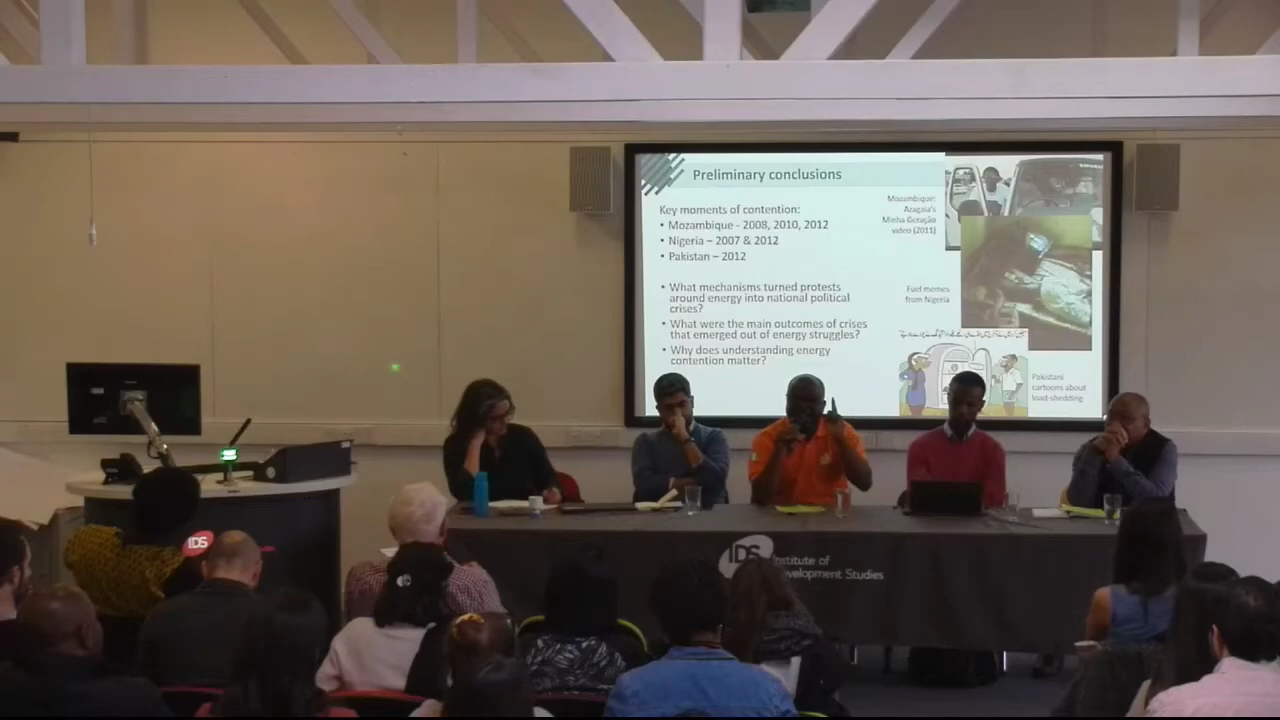 Preliminary conclusions
Key moments of contention:
• Mozambique - 2008, 2010, 2012
• Nigeria – 2007 & 2012
• Pakistan – 2012
• What mechanisms turned protests
around energy into national political
crises?
• What were the main outcomes of crises
that emerged out of energy struggles?
• Why does understanding energy
contention matter?
Mozambique:
Azagaia's
Minha Geração
video (2011)
Fuel memes
from Nigeria
Pakistani
cartoons about
load-shedding
IDS
IDS
Institute of
evelopment Studies